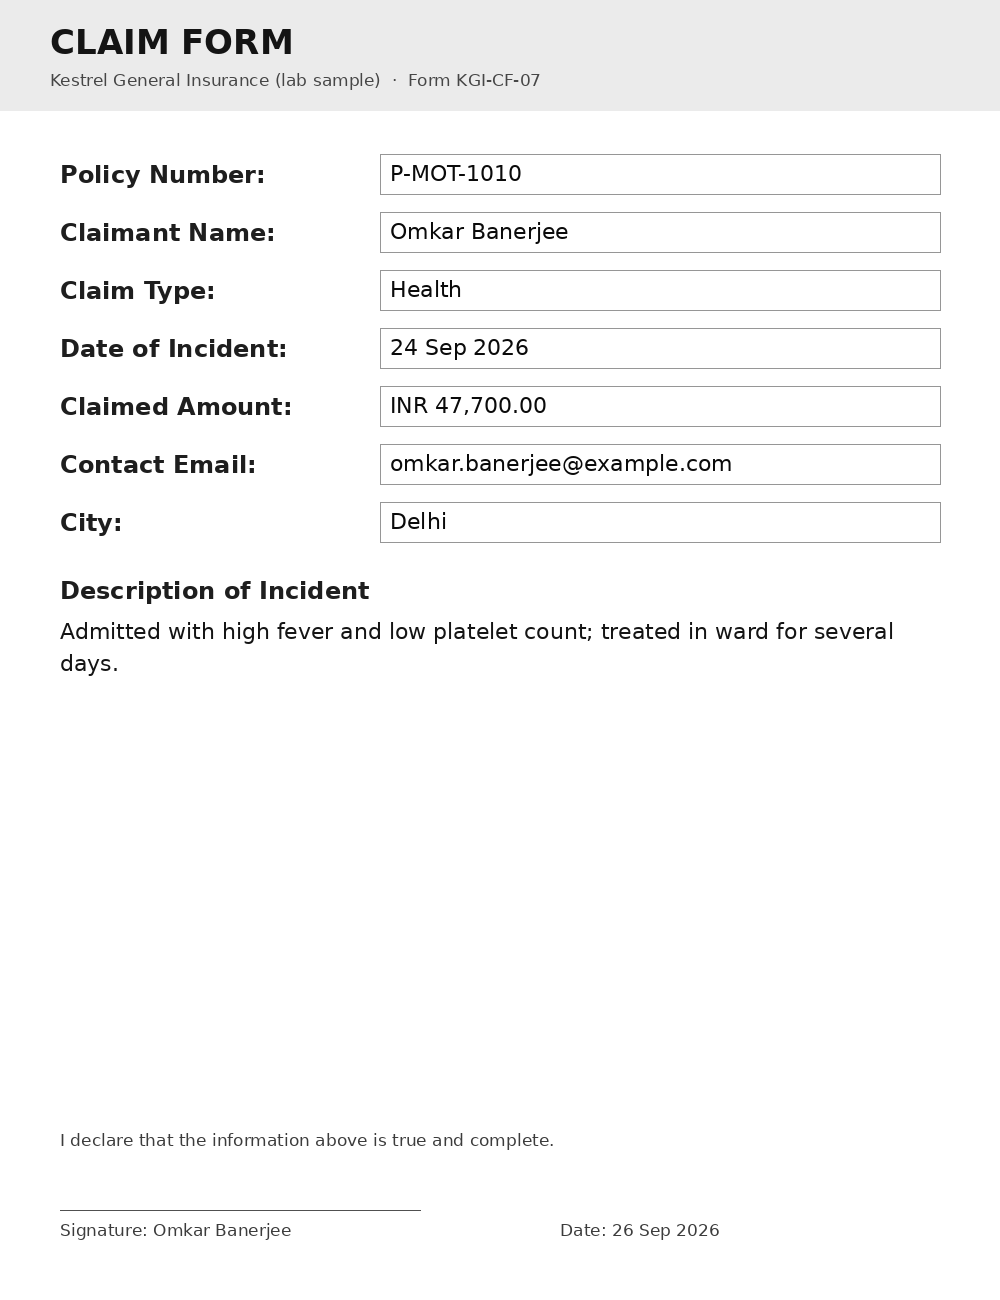 CLAIM FORM
Kestrel General Insurance (lab sample) · Form KGI-CF-07
Policy Number: P-MOT-1010
Claimant Name: Omkar Banerjee
Claim Type: Health
Date of Incident: 24 Sep 2026
Claimed Amount: INR 47,700.00
Contact Email: omkar.banerjee@example.com
City: Delhi
Description of Incident
Admitted with high fever and low platelet count; treated in ward for several
days.
I declare that the information above is true and complete.
Signature: Omkar Banerjee Date: 26 Sep 2026